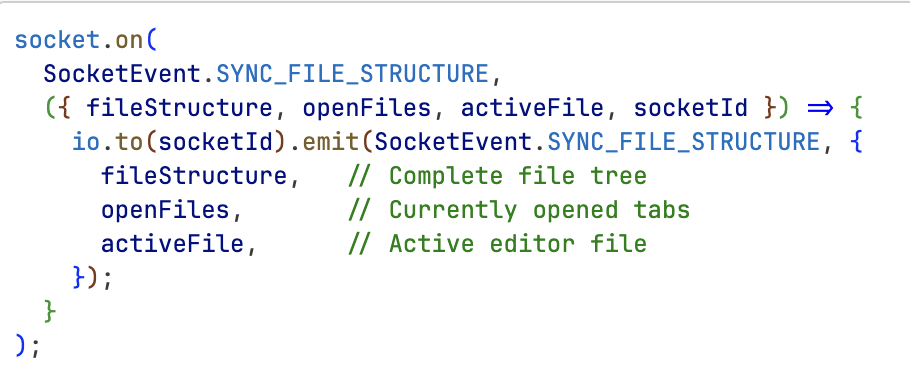 socket.on(
  SocketEvent.SYNC_FILE_STRUCTURE,
  ({ fileStructure, openFiles, activeFile, socketId }) => {
    io.to(socketId).emit(SocketEvent.SYNC_FILE_STRUCTURE, {
      fileStructure,   // Complete file tree
      openFiles,       // Currently opened tabs
      activeFile,      // Active editor file
    });
  }
);